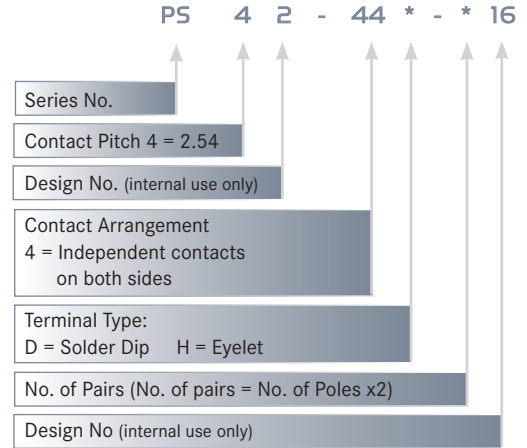 PS 4 2 - 44 * - * 16
Series No.
Contact Pitch 4 = 2.54
Design No. (internal use only)
Contact Arrangement
4 = Independent contacts
on both sides
Terminal Type:
D = Solder Dip H = Eyelet
No. of Pairs (No. of pairs = No. of Poles x2)
Design No (internal use only)